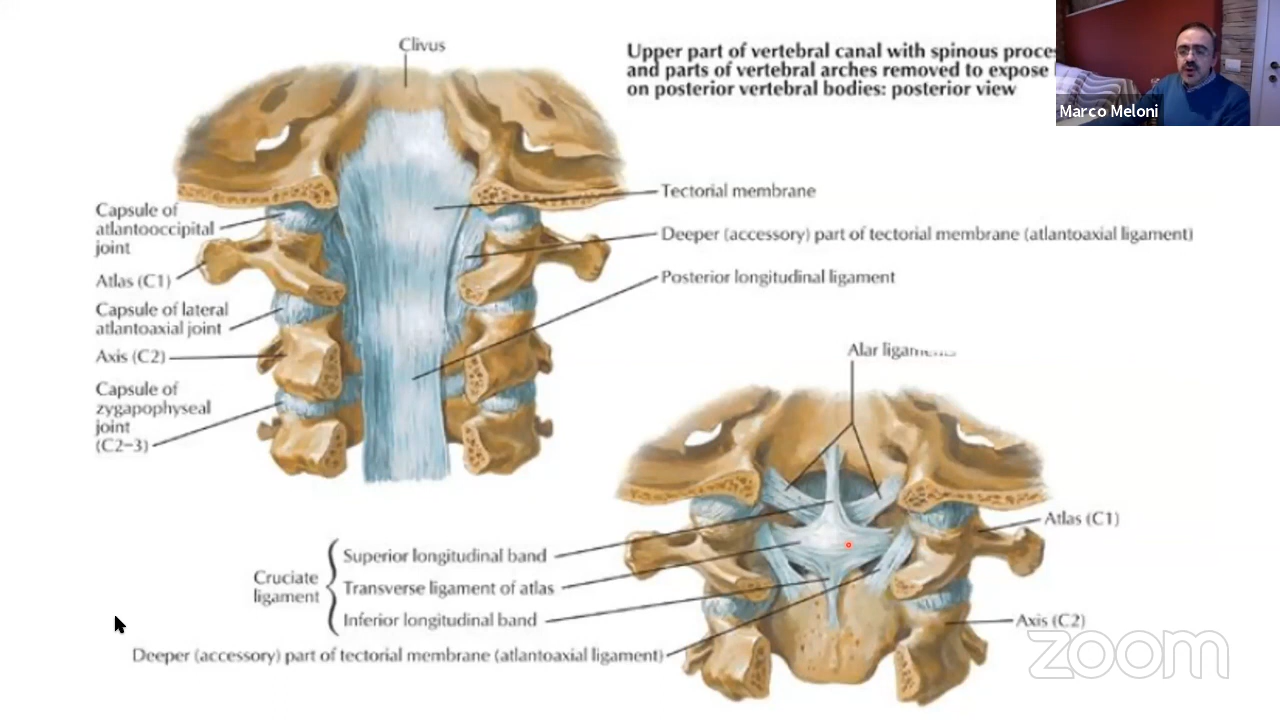 Clivus
Upper part of vertebral canal with spinous
and parts of vertebral arches removed to expose
on posterior vertebral bodies: posterior view
Marco Meloni
Tectorial membrane
Deeper (accessory) part of tectorial membrane (atlantoaxial ligament)
Posterior longitudinal ligament
Capsule of
atlantooccipital
joint
Atlas (C1)
Capsule of lateral
atlantoaxial joint
Axis (C2)
Capsule of
zygapophyseal
joint
(C2–3)
Alar
Atlas (C1)
Axis (C2)
Cruciate
ligament
Superior longitudinal band
Transverse ligament of atlas
Inferior longitudinal band
Deeper (accessory) part of tectorial membrane (atlantoaxial ligament)
zoom